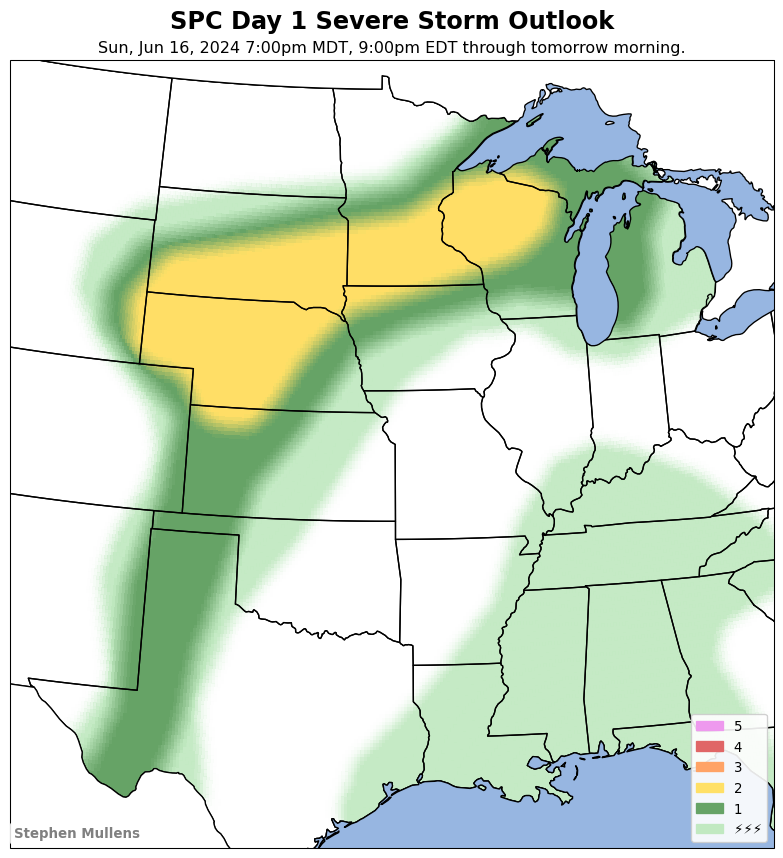 SPC Day 1 Severe Storm Outlook
Sun, Jun 16, 2024 7:00pm MDT, 9:00pm EDT through tomorrow morning.
5
4
3
2
1
⚡⚡⚡
Stephen Mullens